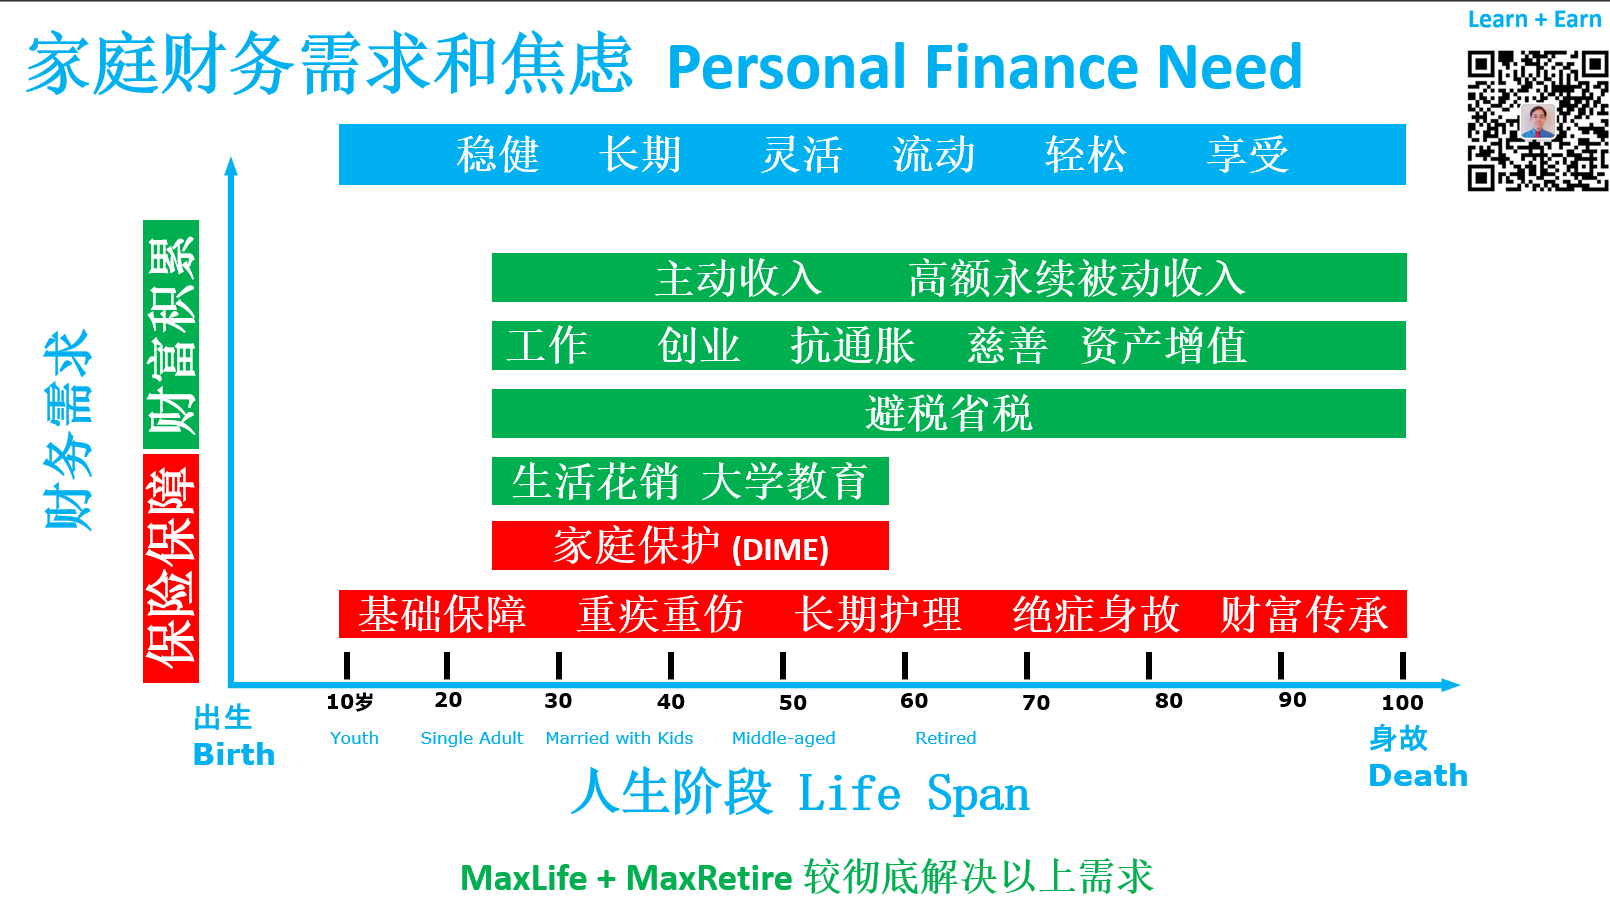 Learn + Earn
家庭财务需求和焦虑 Personal Finance Need
稳健 长期 灵活 流动 轻松 享受
财务需求
财富积累
保险保障
主动收入 高额永续被动收入
工作 创业 抗通胀 慈善 资产增值
避税省税
生活花销 大学教育
家庭保护 (DIME)
基础保障 重疾重伤 长期护理 绝症身故 财富传承
10岁 20 30 40 50 60 70 80 90 100
出生
Birth
Youth Single Adult Married with Kids Middle-aged Retired
身故
Death
人生阶段 Life Span
MaxLife + MaxRetire 较彻底解决以上需求